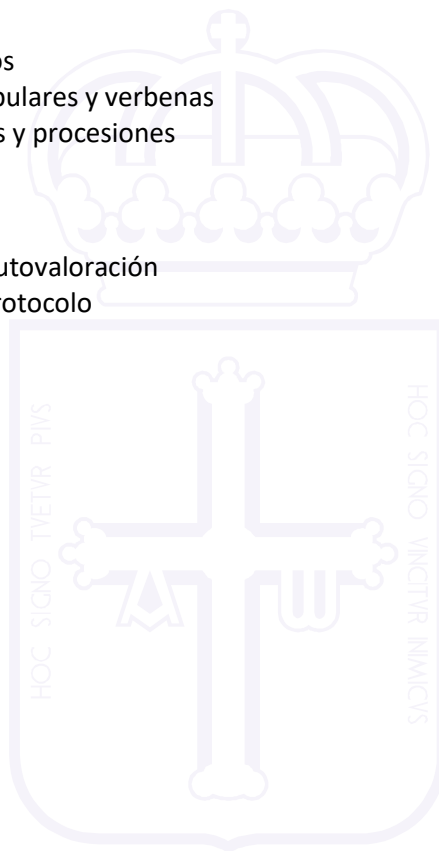 os
pulares y verbenas
s y procesiones
utovaloración
rotocolo
HOC SIGNO TVETVR PIVS
HOC SIGNO VINCITVR INIMICVS
Α ω